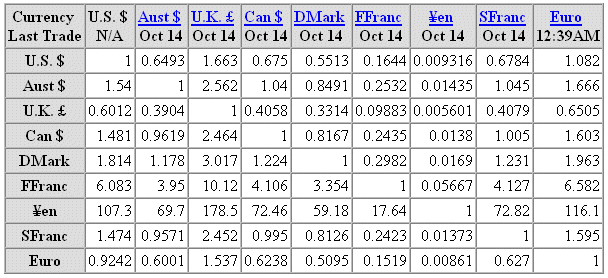 Currency U.S. $ Aust $ U.K. £ Can $ DMark FFranc ¥en SFranc Euro
Last Trade N/A Oct 14 Oct 14 Oct 14 Oct 14 Oct 14 Oct 14 Oct 14 12:39AM
U.S. $ 1 0.6493 1.663 0.675 0.5513 0.1644 0.009316 0.6784 1.082
Aust $ 1.54 1 2.562 1.04 0.8491 0.2532 0.01435 1.045 1.666
U.K. £ 0.6012 0.3904 1 0.4058 0.3314 0.09883 0.005601 0.4079 0.6505
Can $ 1.481 0.9619 2.464 1 0.8167 0.2435 0.0138 1.005 1.603
DMark 1.814 1.178 3.017 1.224 1 0.2982 0.0169 1.231 1.963
FFranc 6.083 3.95 10.12 4.106 3.354 1 0.05667 4.127 6.582
¥en 107.3 69.7 178.5 72.46 59.18 17.64 1 72.82 116.1
SFranc 1.474 0.9571 2.452 0.995 0.8126 0.2423 0.01373 1 1.595
Euro 0.9242 0.6001 1.537 0.6238 0.5095 0.1519 0.00861 0.627 1